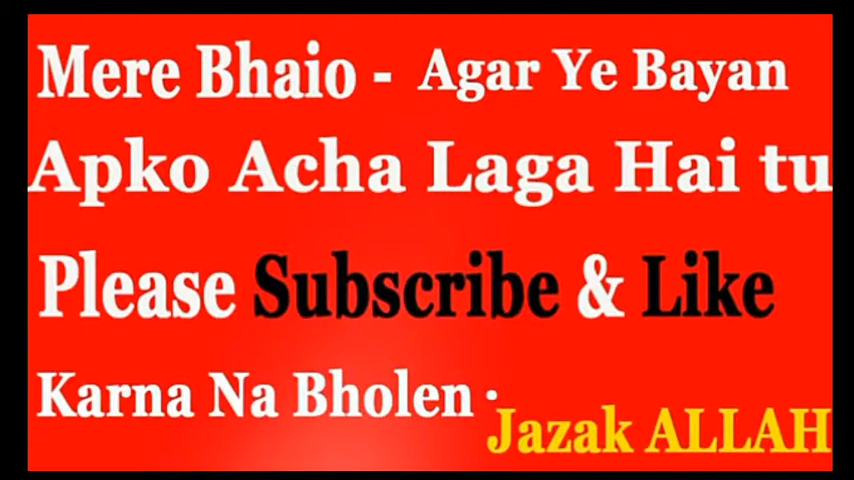 Mere Bhaio - Agar Ye Bayan
Apko Acha Laga Hai tu
Please Subscribe & Like
Karna Na Bholen .
Jazak ALLAH